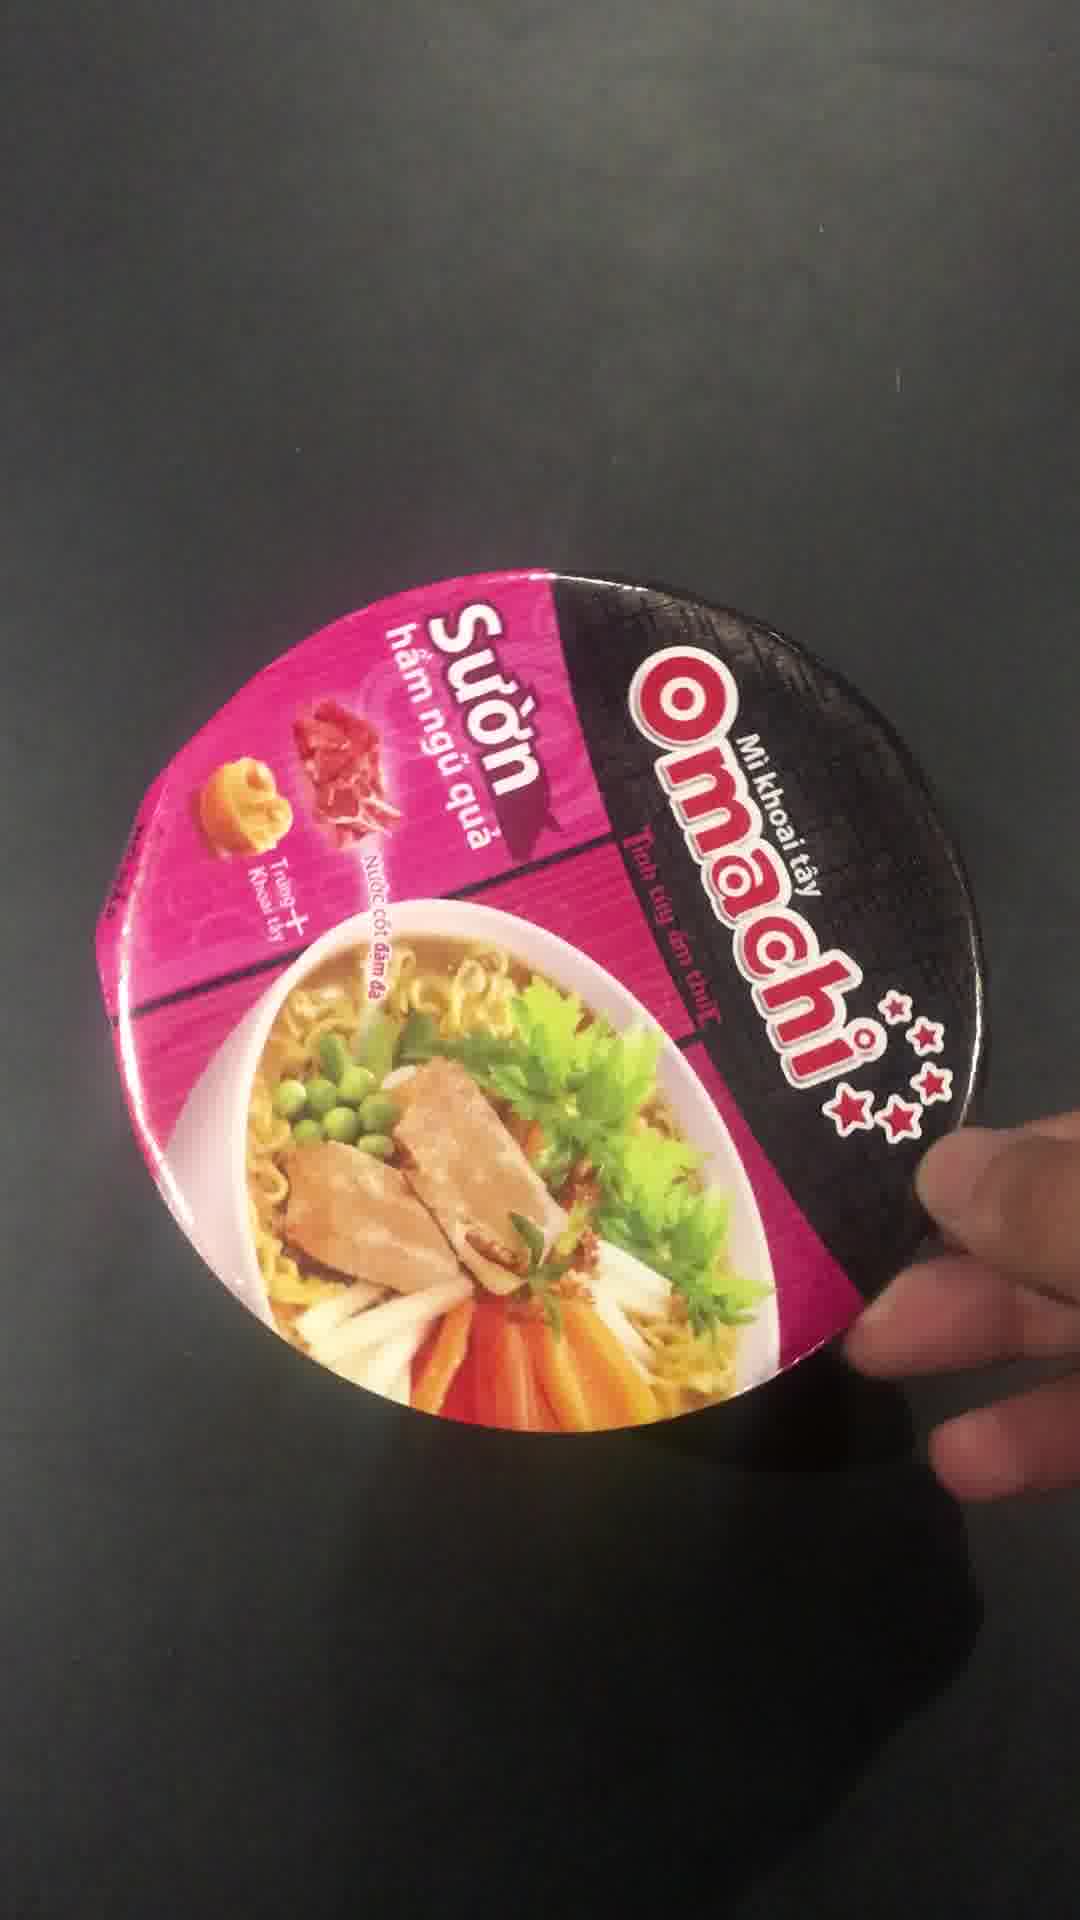 Mì khoai tây
Omachi
Tinh túy ẩm thực
Sườn
hầm ngũ quả
Nước cốt đậm đà
Trứng+
Khoai tây